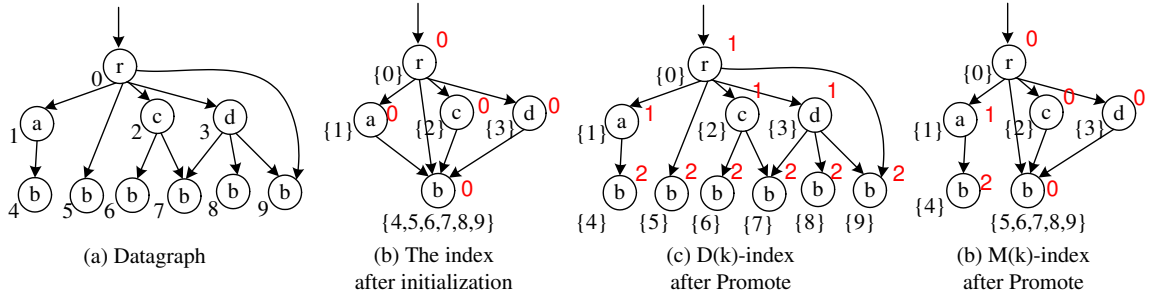 r
0
a
1
c
2
d
3
b
4
b
5
b
6
b
7
b
8
b
9
(a) Datagraph
r
0
{0}
a
0
{1}
c
0
{2}
d
0
{3}
b
0
{4,5,6,7,8,9}
(b) The index
after initialization
r
1
{0}
a
1
{1}
c
1
{2}
d
1
{3}
b
2
{4}
b
2
{5}
b
2
{6}
b
2
{7}
b
2
{8}
b
2
{9}
(c) D(k)-index
after Promote
r
0
{0}
a
1
{1}
c
0
{2}
d
0
{3}
b
2
{4}
b
0
{5,6,7,8,9}
(b) M(k)-index
after Promote